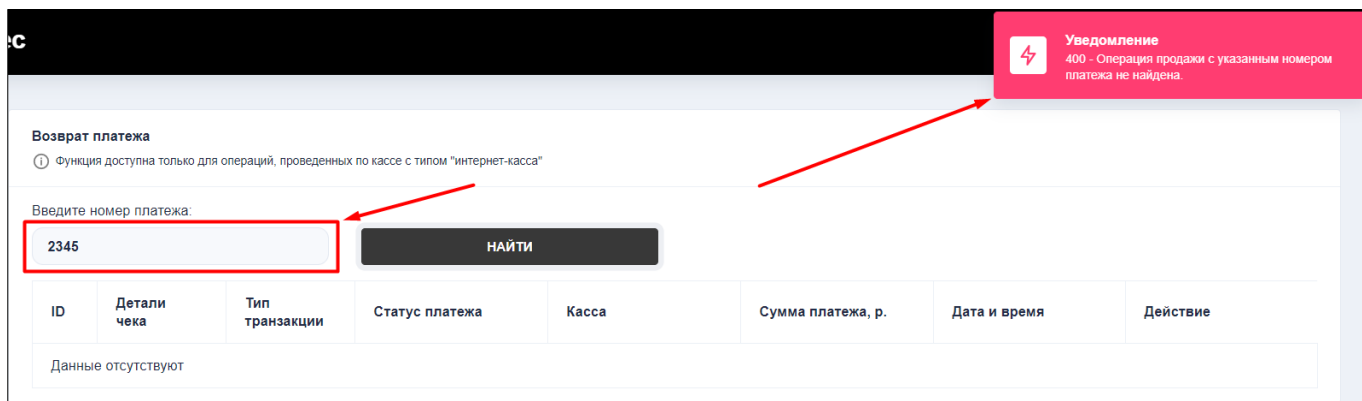 ес
Уведомление
400 - Операция продажи с указанным номером
платежа не найдена.
Возврат платежа
Функция доступна только для операций, проведенных по кассе с типом "интернет-касса"
Введите номер платежа:
2345
НАЙТИ
ID Детали чека Тип транзакции Статус платежа Касса Сумма платежа, р. Дата и время Действие
Данные отсутствуют